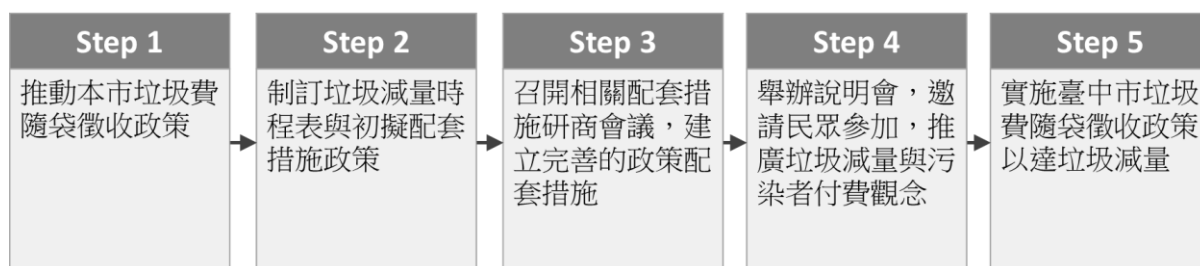 Step 1
推動本市垃圾費
隨袋徵收政策
Step 2
制訂垃圾減量時
程表與初擬配套
措施政策
Step 3
召開相關配套措
施研商會議，建
立完善的政策配
套措施
Step 4
舉辦說明會，邀
請民眾參加，推
廣垃圾減量與污
染者付費觀念
Step 5
實施臺中市垃圾
費隨袋徵收政策
以達垃圾減量